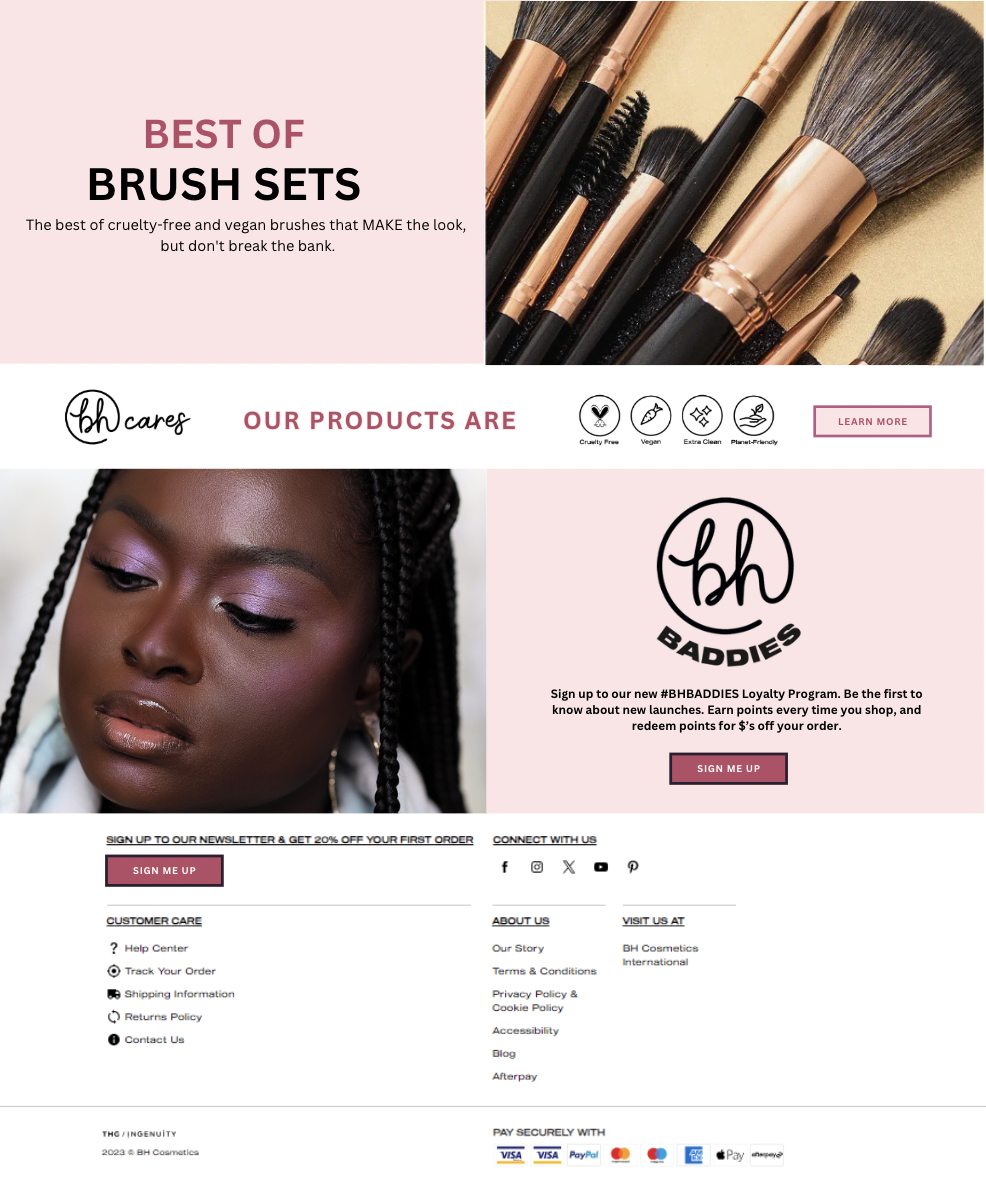 BEST OF
BRUSH SETS
The best of cruelty-free and vegan brushes that MAKE the look,
but don't break the bank.
bh cares
OUR PRODUCTS ARE
Cruelty Free
Vegan
Extra Clean
Planet-Friendly
LEARN MORE
bh
BADDIES
Sign up to our new #BHBADDIES Loyalty Program. Be the first to
know about new launches. Earn points every time you shop, and
redeem points for $'s off your order.
SIGN ME UP
SIGN UP TO OUR NEWSLETTER & GET 20% OFF YOUR FIRST ORDER
SIGN ME UP
CONNECT WITH US
CUSTOMER CARE
Help Center
Track Your Order
Shipping Information
Returns Policy
Contact Us
ABOUT US
Our Story
Terms & Conditions
Privacy Policy &
Cookie Policy
Accessibility
Blog
Afterpay
VISIT US AT
BH Cosmetics
International
THG / INGENUITY
2023 © BH Cosmetics
PAY SECURELY WITH
VISA
VISA
PayPal
AMEX
Pay
afterpay